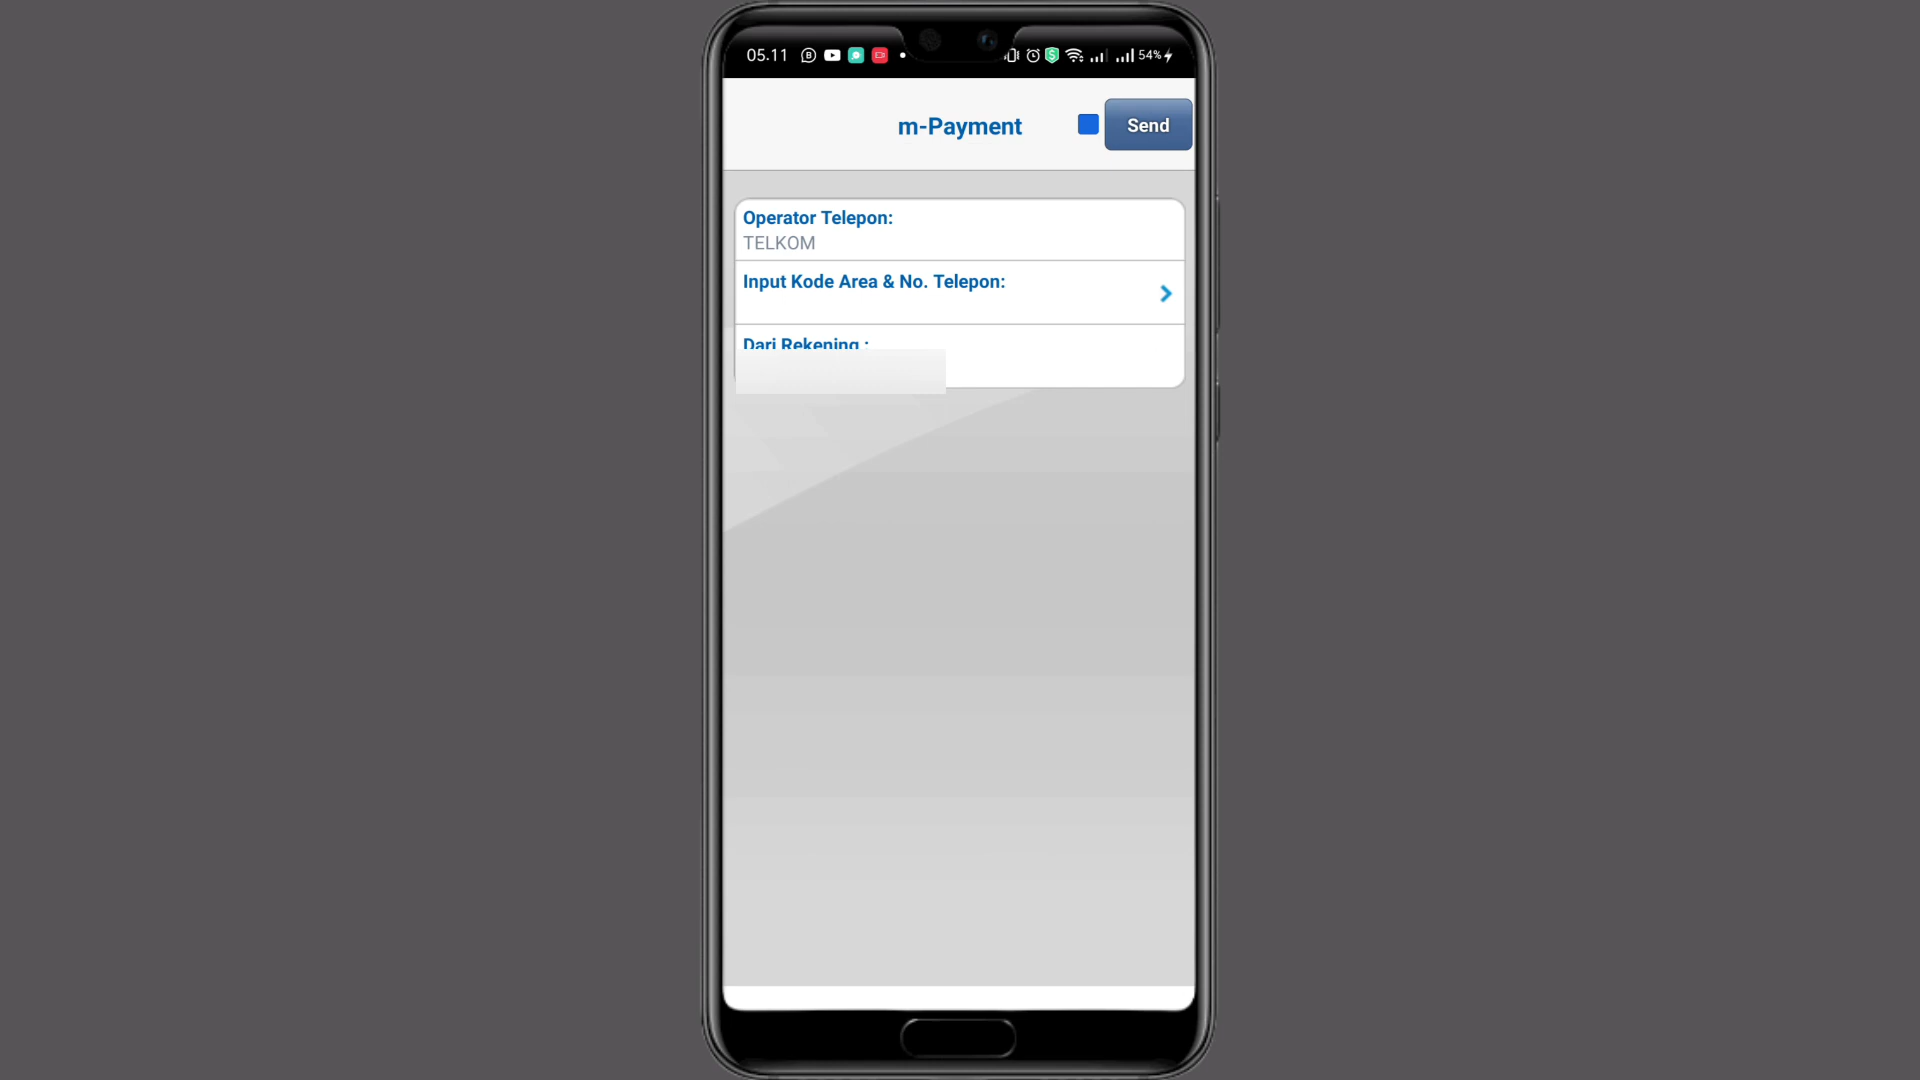 05.11
54%
m-Payment
Send
Operator Telepon:
TELKOM
Input Kode Area & No. Telepon:
Dari Rekening :